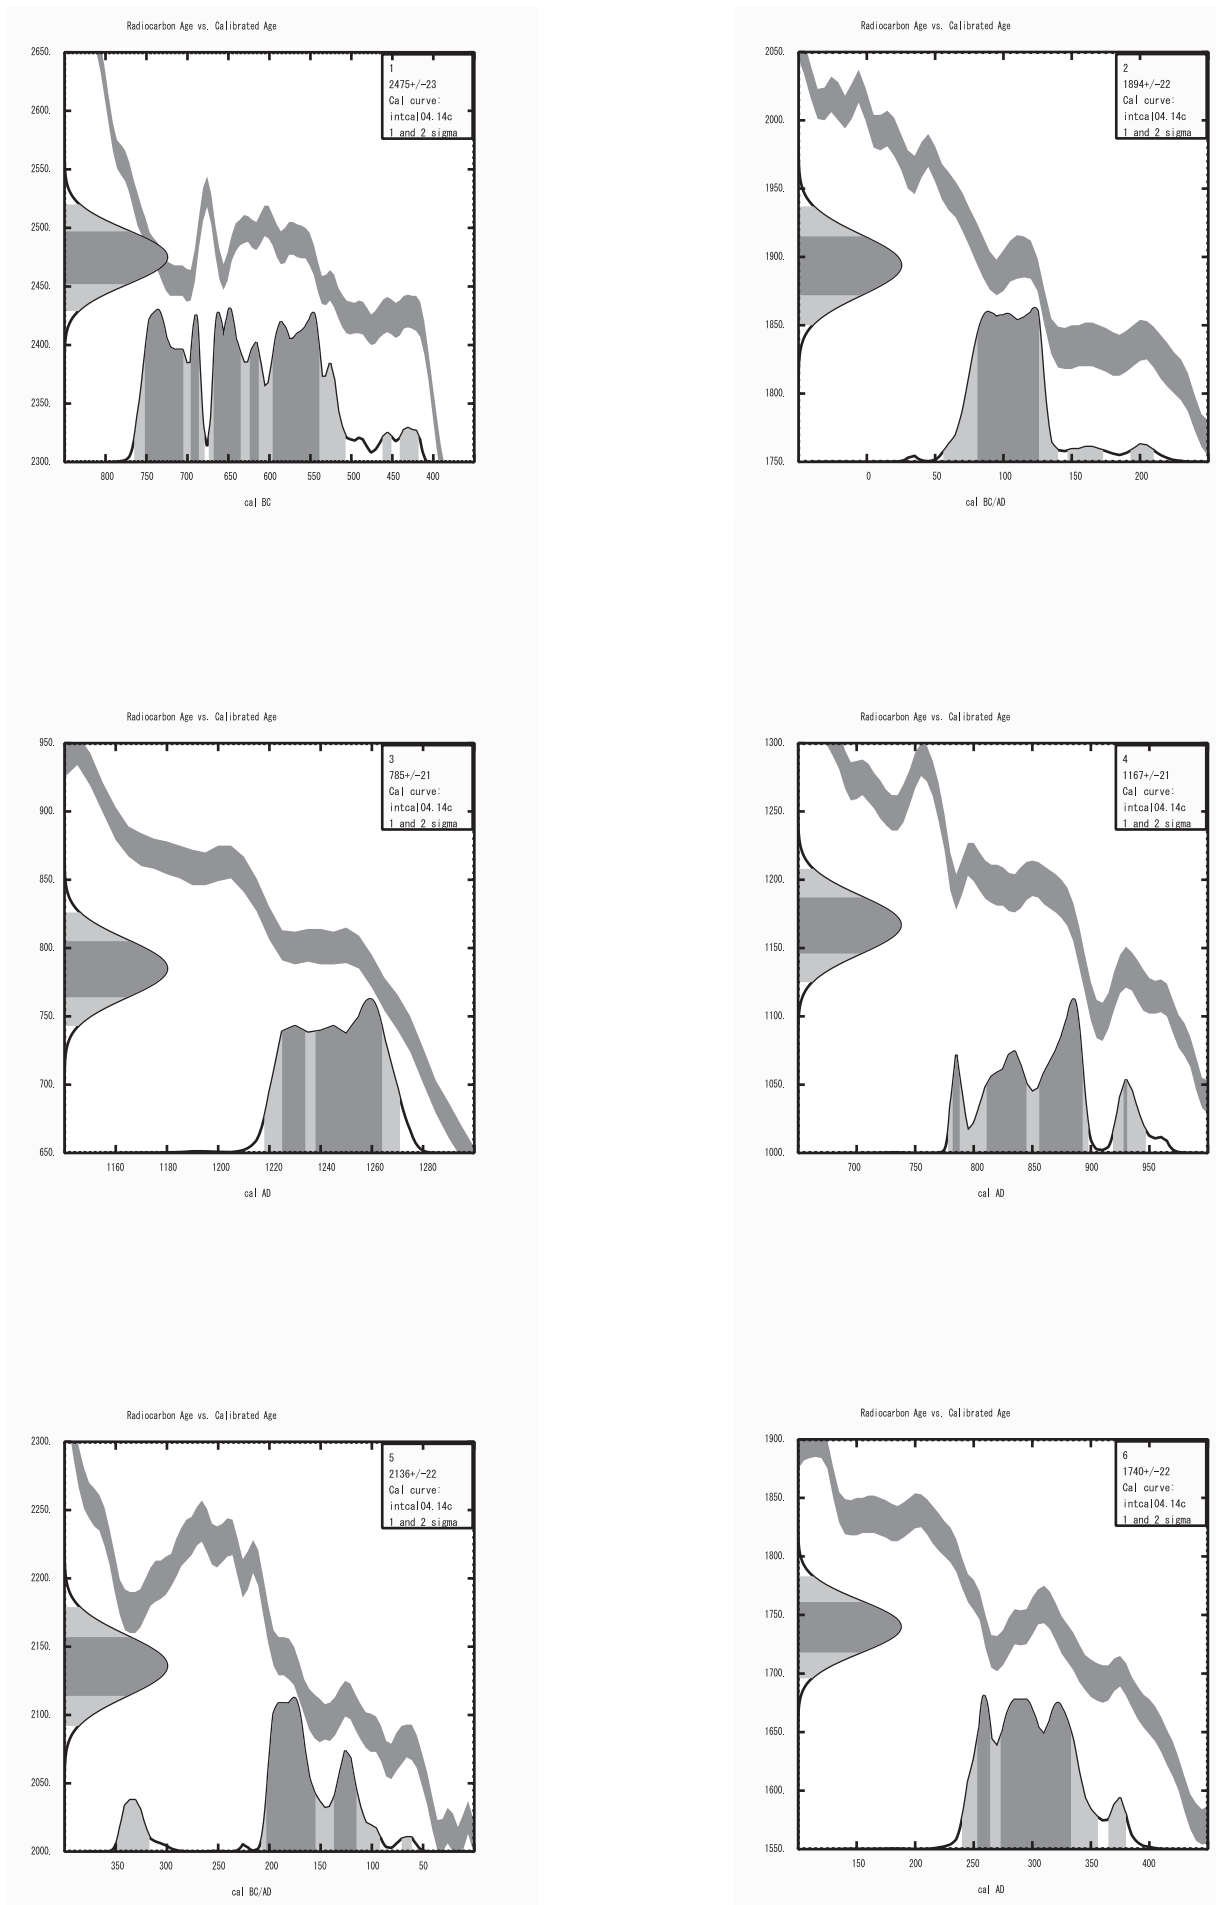 Radiocarbon Age vs. Calibrated Age
2650.
2600.
2550.
2500.
2450.
2400.
2350.
2300.
1
2475+/-23
Cal curve:
intcal04.14c
1 and 2 sigma
800 750 700 650 600 550 500 450 400
cal BC
Radiocarbon Age vs. Calibrated Age
2050.
2000.
1950.
1900.
1850.
1800.
1750.
2
1894+/-22
Cal curve:
intcal04.14c
1 and 2 sigma
0 50 100 150 200
cal BC/AD
Radiocarbon Age vs. Calibrated Age
950.
900.
850.
800.
750.
700.
650.
3
785+/-21
Cal curve:
intcal04.14c
1 and 2 sigma
1160 1180 1200 1220 1240 1260 1280
cal AD
Radiocarbon Age vs. Calibrated Age
1300.
1250.
1200.
1150.
1100.
1050.
1000.
4
1167+/-21
Cal curve:
intcal04.14c
1 and 2 sigma
700 800 850 900 950
cal AD
Radiocarbon Age vs. Calibrated Age
2300.
2250.
2200.
2150.
2100.
2050.
2000.
5
2136+/-22
Cal curve:
intcal04.14c
1 and 2 sigma
350 300 200 150 100 50
cal BC/AD
Radiocarbon Age vs. Calibrated Age
1900.
1850.
1800.
1750.
1700.
1650.
1600.
1550.
6
1740+/-22
Cal curve:
intcal04.14c
1 and 2 sigma
150 200 250 300 350 400
cal AD